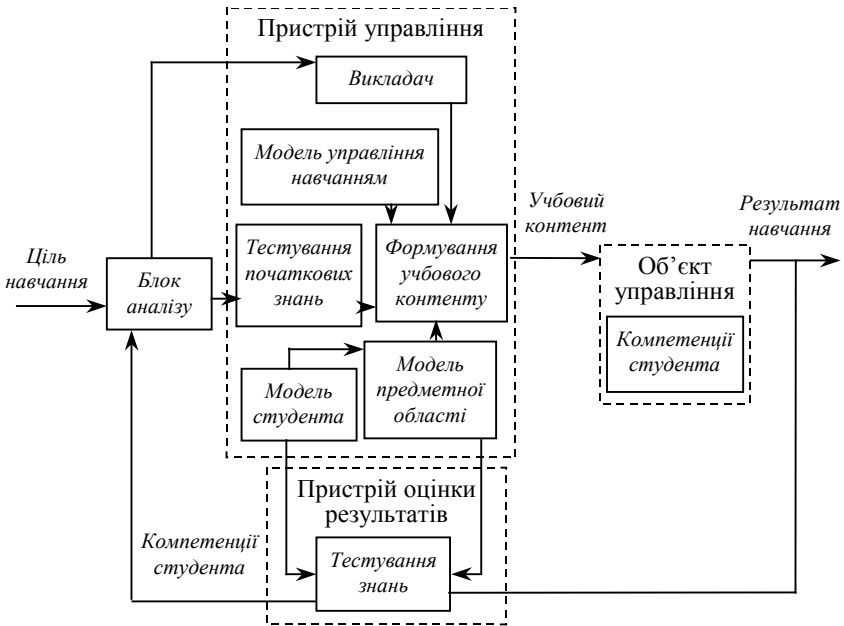 Пристрій управління
Викладач
Модель управління
навчанням
Учбовий
контент
Результат
навчання
Ціль
навчання
Блок
аналізу
Тестування
початкових
знань
Формування
учбового
контенту
Об’єкт
управління
Компетенції
студента
Модель
студента
Модель
предметної
області
Пристрій оцінки
результатів
Компетенції
студента
Тестування
знань